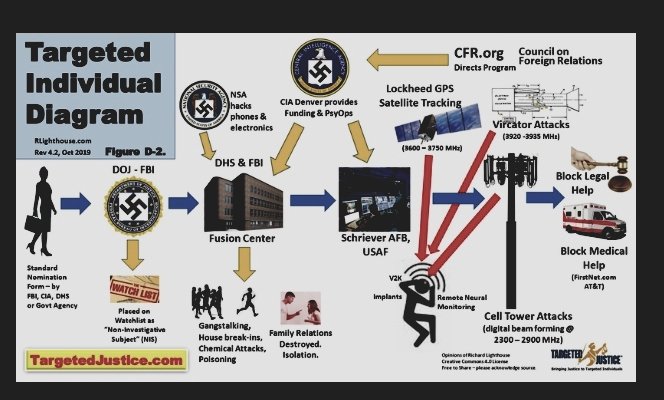 Targeted
Individual
Diagram
RLighthouse.com
Rev 4.2, Oct 2019
Figure D-2.
NSA
hacks
phones &
electronics
CIA Denver provides
Funding & PsyOps
CFR.org
Directs Program
Council on
Foreign Relations
Lockheed GPS
Satellite Tracking
(3600 – 3750 MHz)
Vircator Attacks
(3920 -3935 MHz)
DOJ - FBI
DHS & FBI
Fusion Center
Schriever AFB,
USAF
Block Legal
Help
Block Medical
Help
(FirstNet.com
AT&T)
Standard
Nomination
Form – by
FBI, CIA, DHS
or Govt Agency
WATCH LIST
Placed on
Watchlist as
"Non-Investigative
Subject" (NIS)
Gangstalking,
House break-ins,
Chemical Attacks,
Poisoning
Family Relations
Destroyed.
Isolation.
V2K
Implants
Remote Neural
Monitoring
Cell Tower Attacks
(digital beam forming @
2300 – 2900 MHz)
TargetedJustice.com
Opinions of Richard Lighthouse
Creative Commons 4.0 License
Free to Share – please acknowledge source
TARGETED JUSTICE
Bringing Justice to Targeted Individuals